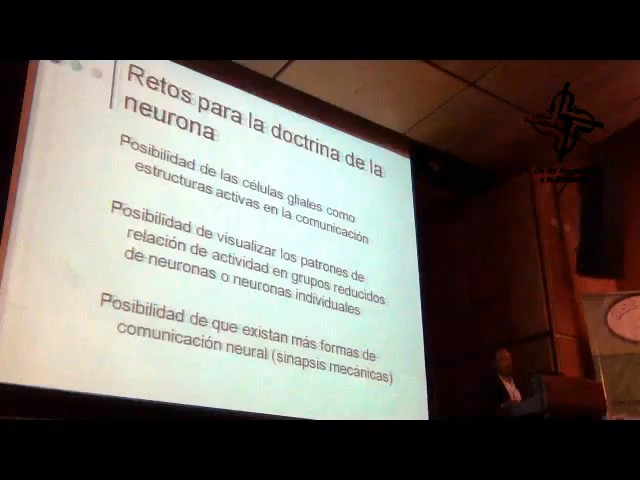 Retos para la doctrina de la
neurona
Posibilidad de las células gliales como
estructuras activas en la comunicación
Posibilidad de visualizar los patrones de
relación de actividad en grupos reducidos
de neuronas o neuronas individuales
Posibilidad de que existan más formas de
comunicación neural (sinapsis mecánicas)